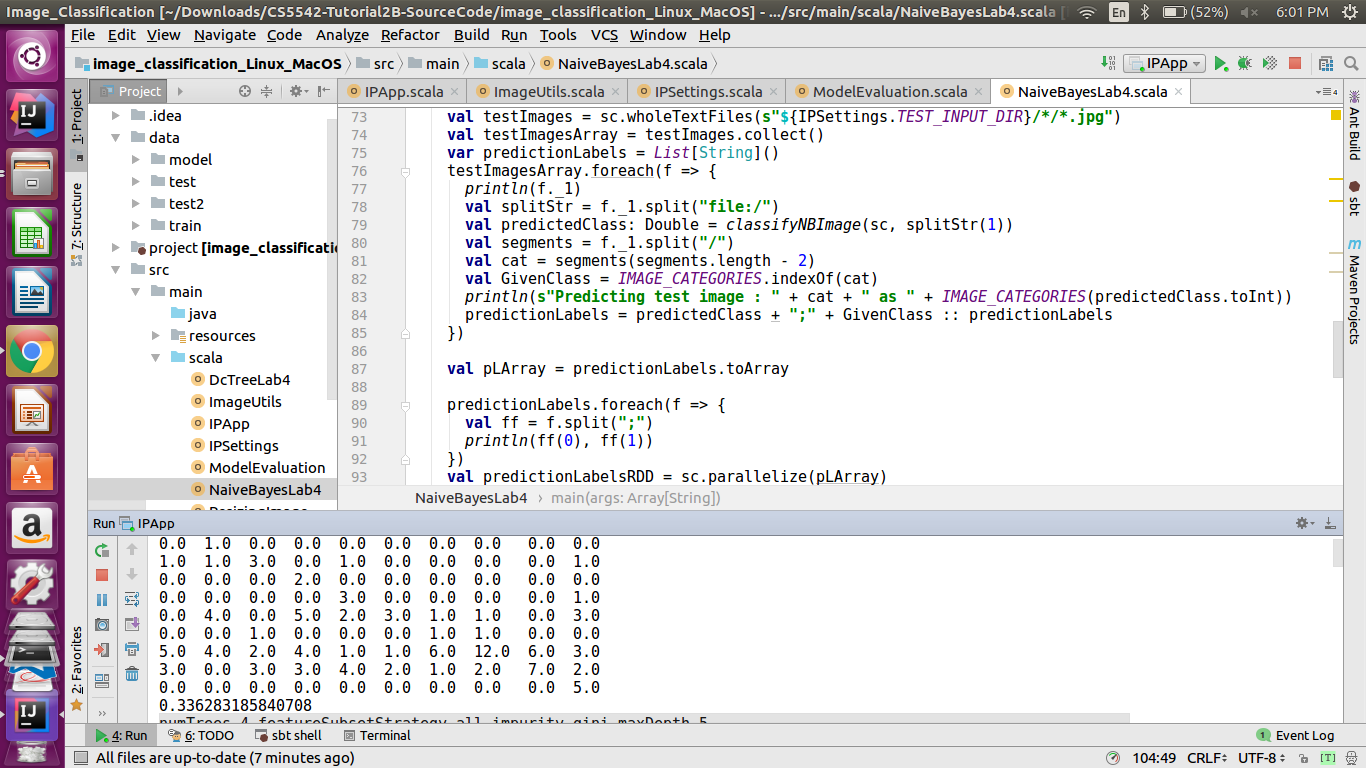 Image_Classification [~/Downloads/CS5542-Tutorial2B-SourceCode/image_classification_Linux_MacOS] - .../src/main/scala/NaiveBayesLab4.scala
En (52%) 6:01 PM
File Edit View Navigate Code Analyze Refactor Build Run Tools VCS Window Help
image_classification_Linux_MacOS src main scala NaiveBayesLab4.scala IPApp
Project IPApp.scala ImageUtils.scala IPSettings.scala ModelEvaluation.scala NaiveBayesLab4.scala 4
1: Project
7: Structure
2: Favorites
.idea
data
model
test
test2
train
project [image_classificatio
src
main
java
resources
scala
DcTreeLab4
ImageUtils
IPApp
IPSettings
ModelEvaluation
NaiveBayesLab4
73 val testImages = sc.wholeTextFiles(s"${IPSettings.TEST_INPUT_DIR}/*/*.jpg")
74 val testImagesArray = testImages.collect()
75 var predictionLabels = List[String]()
76 testImagesArray.foreach(f => {
77 println(f._1)
78 val splitStr = f._1.split("file:/")
79 val predictedClass: Double = classifyNBImage(sc, splitStr(1))
80 val segments = f._1.split("/")
81 val cat = segments(segments.length - 2)
82 val GivenClass = IMAGE_CATEGORIES.indexOf(cat)
83 println(s"Predicting test image : " + cat + " as " + IMAGE_CATEGORIES(predictedClass.toInt))
84 predictionLabels = predictedClass + ";" + GivenClass :: predictionLabels
85 })
86
87 val pLArray = predictionLabels.toArray
88
89 predictionLabels.foreach(f => {
90 val ff = f.split(";")
91 println(ff(0), ff(1))
92 })
93 val predictionLabelsRDD = sc.parallelize(pLArray)
NaiveBayesLab4 main(args: Array[String])
Ant Build
sbt
m Maven Projects
Run IPApp
0.0 1.0 0.0 0.0 0.0 0.0 0.0 0.0 0.0 0.0
1.0 1.0 3.0 0.0 1.0 0.0 0.0 0.0 0.0 1.0
0.0 0.0 0.0 2.0 0.0 0.0 0.0 0.0 0.0 0.0
0.0 0.0 0.0 0.0 3.0 0.0 0.0 0.0 0.0 1.0
0.0 4.0 0.0 5.0 2.0 3.0 1.0 1.0 0.0 3.0
0.0 0.0 1.0 0.0 0.0 0.0 1.0 1.0 0.0 0.0
5.0 4.0 2.0 4.0 1.0 1.0 6.0 12.0 6.0 3.0
3.0 0.0 3.0 3.0 4.0 2.0 1.0 2.0 7.0 2.0
0.0 0.0 0.0 0.0 0.0 0.0 0.0 0.0 0.0 5.0
0.336283185840708
numTrees 4 featureSubsetStrategy all impurity gini maxDepth 5
4: Run 6: TODO sbt shell Terminal 1 Event Log
All files are up-to-date (7 minutes ago) 104:49 CRLF UTF-8 [T]